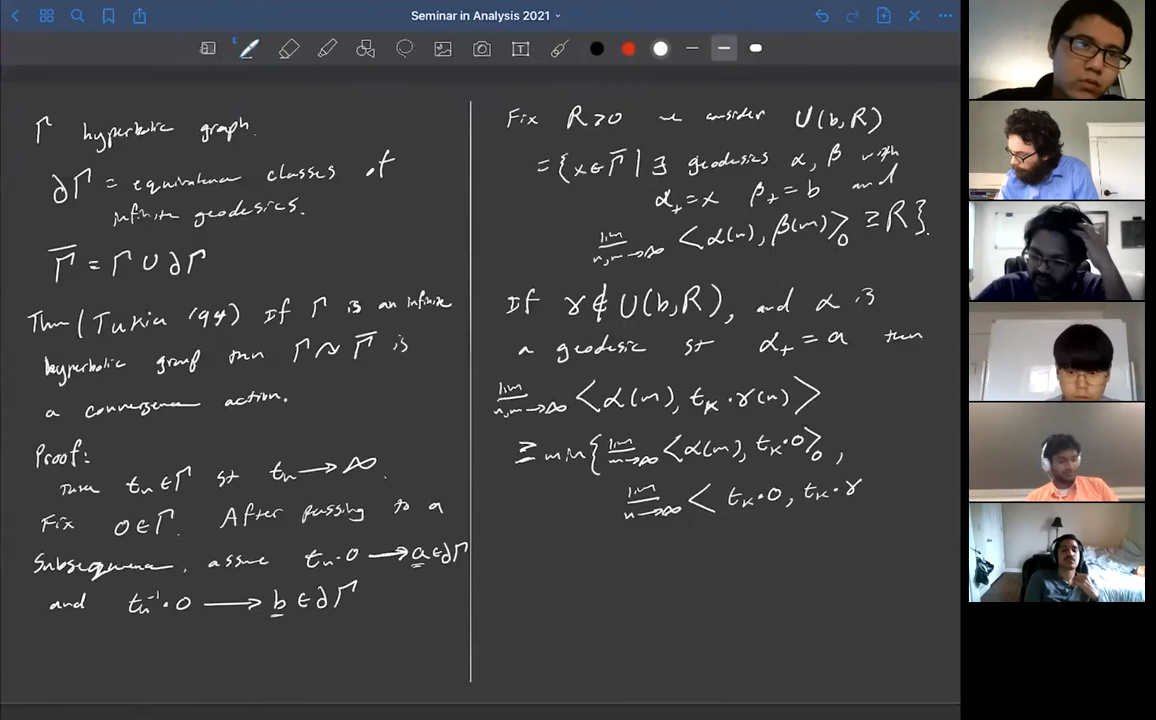 Seminar in Analysis 2021
Γ hyperbolic graph.
∂Γ = equivalence classes of
infinite geodesics.
Γ̅ = Γ ∪ ∂Γ
Thm (Tukia '94) If Γ is an infinite
hyperbolic group then Γ ↷ Γ̅ is
a convergence action.
Proof:
Take tₙ ∈ Γ st tₙ → ∞.
Fix o ∈ Γ. After passing to a
subsequence, assume tₙ·o → a ∈ ∂Γ
and tₙ⁻¹·o → b ∈ ∂Γ
Fix R>0 consider U(b,R)
= {x ∈ Γ̅ | ∃ geodesics α, β with
α₊ = x β₊ = b and
lim n,m→∞ <α(n), β(m)>₀ ≥ R}.
If γ ∉ U(b,R), and α is
a geodesic st α₊ = a then
lim n,m→∞ <α(m), tₖ·γ(n)>
≥ min{ lim m→∞ <α(m), tₖ·o>₀,
lim n→∞ < tₖ·o, tₖ·γ